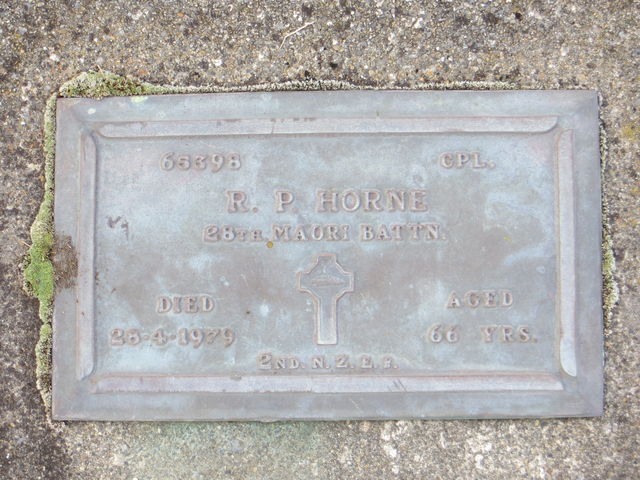 65398 CPL.
R. P. HORNE
28TH MAORI BATTN.
DIED AGED
28-4-1979 66 YRS.
2ND. N.Z.E.F.